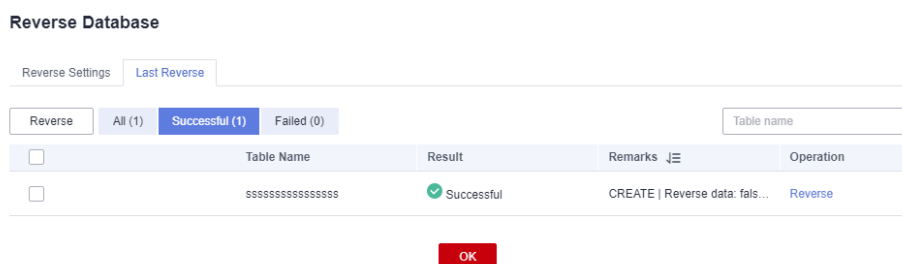 Reverse Database
Reverse Settings Last Reverse
Reverse All (1) Successful (1) Failed (0) Table name
Table Name Result Remarks Operation
ssssssssssssssss Successful CREATE | Reverse data: fals... Reverse
OK